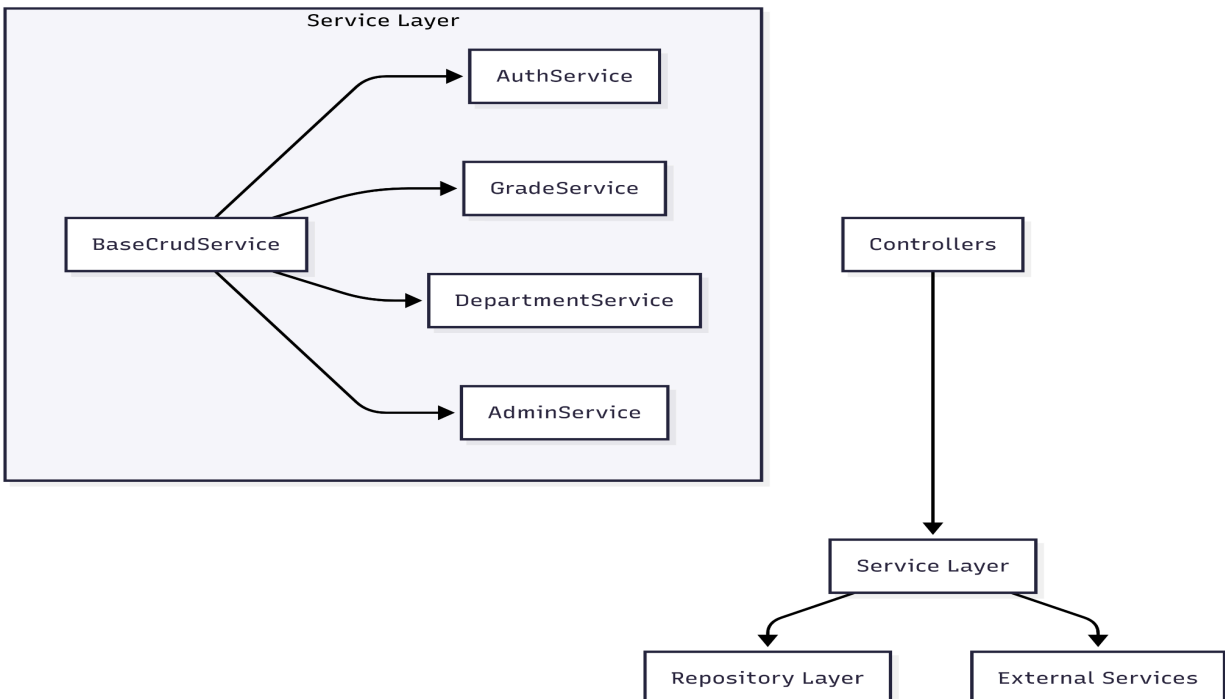 Service Layer
AuthService
GradeService
BaseCrudService
DepartmentService
AdminService
Controllers
Service Layer
Repository Layer
External Services